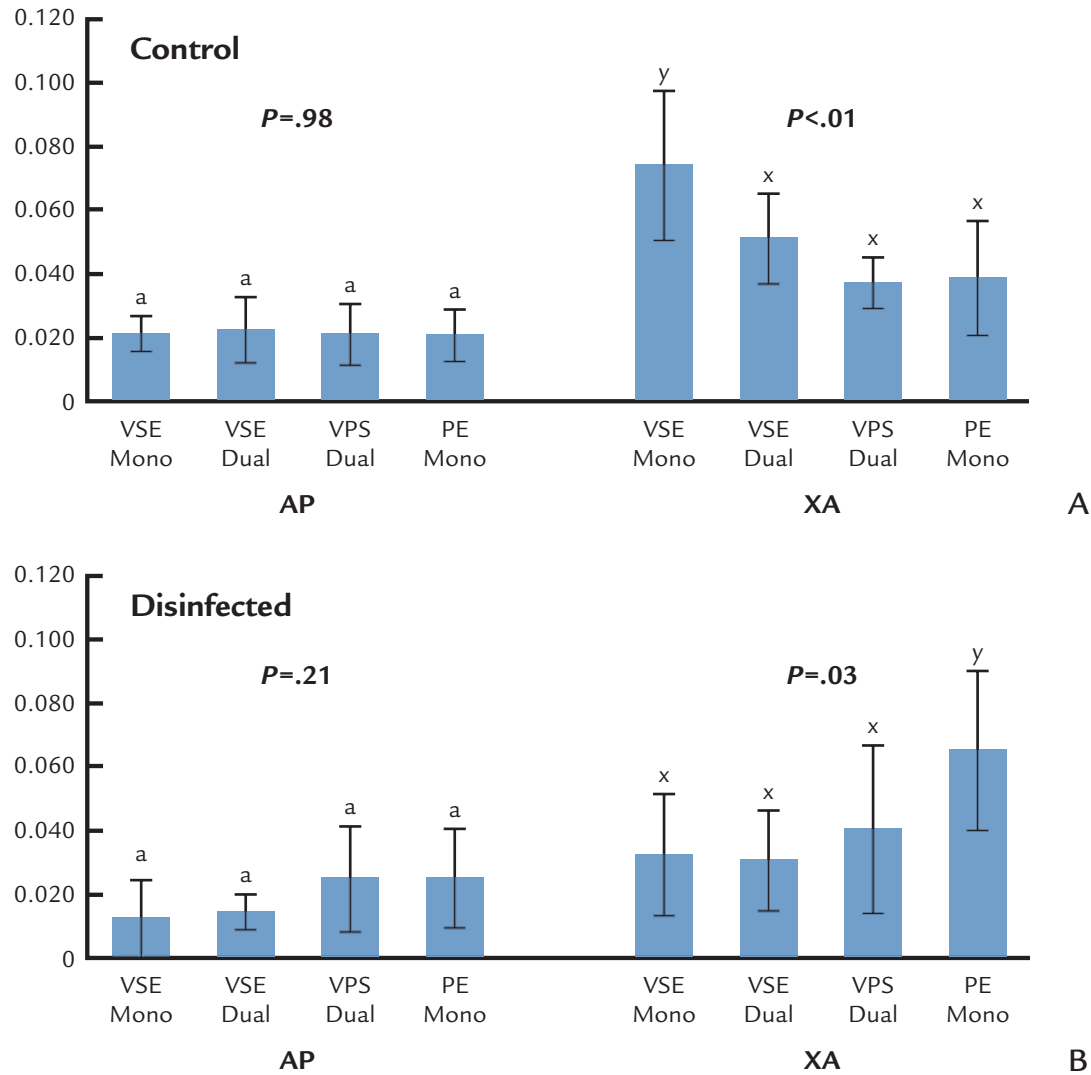 0.120
Control
0.100
0.080
0.060
0.040
0.020
0
P=.98
P<.01
a
a
a
a
y
x
x
x
VSE
Mono
VSE
Dual
VPS
Dual
PE
Mono
VSE
Mono
VSE
Dual
VPS
Dual
PE
Mono
AP
XA
A
0.120
Disinfected
0.100
0.080
0.060
0.040
0.020
0
P=.21
P=.03
a
a
a
a
x
x
x
y
VSE
Mono
VSE
Dual
VPS
Dual
PE
Mono
VSE
Mono
VSE
Dual
VPS
Dual
PE
Mono
AP
XA
B